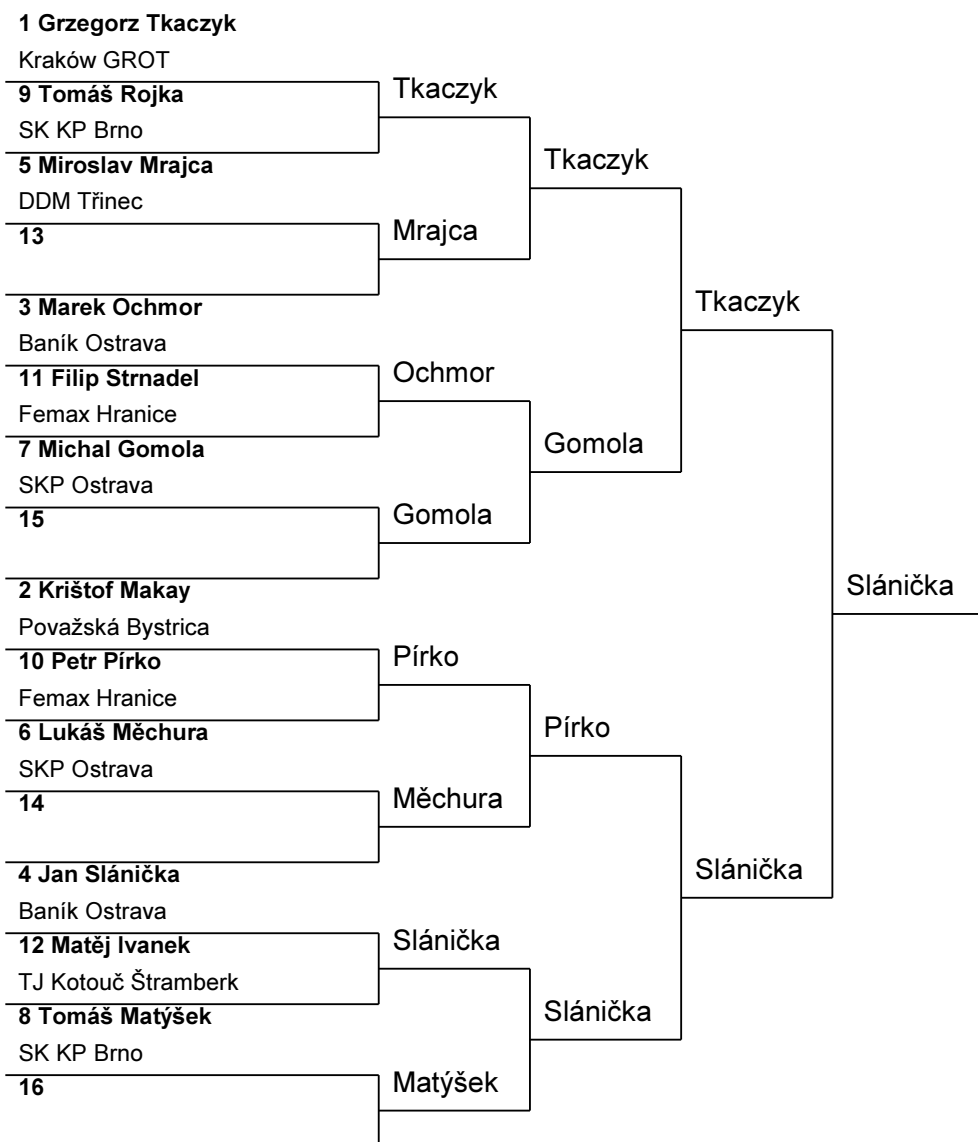 1 Grzegorz Tkaczyk
Kraków GROT
9 Tomáš Rojka
SK KP Brno
5 Miroslav Mrajca
DDM Třinec
13
3 Marek Ochmor
Baník Ostrava
11 Filip Strnadel
Femax Hranice
7 Michal Gomola
SKP Ostrava
15
2 Krištof Makay
Považská Bystrica
10 Petr Pírko
Femax Hranice
6 Lukáš Měchura
SKP Ostrava
14
4 Jan Slánička
Baník Ostrava
12 Matěj Ivanek
TJ Kotouč Štramberk
8 Tomáš Matýšek
SK KP Brno
16
Tkaczyk
Mrajca
Ochmor
Gomola
Pírko
Měchura
Slánička
Matýšek
Tkaczyk
Gomola
Pírko
Slánička
Tkaczyk
Slánička
Slánička